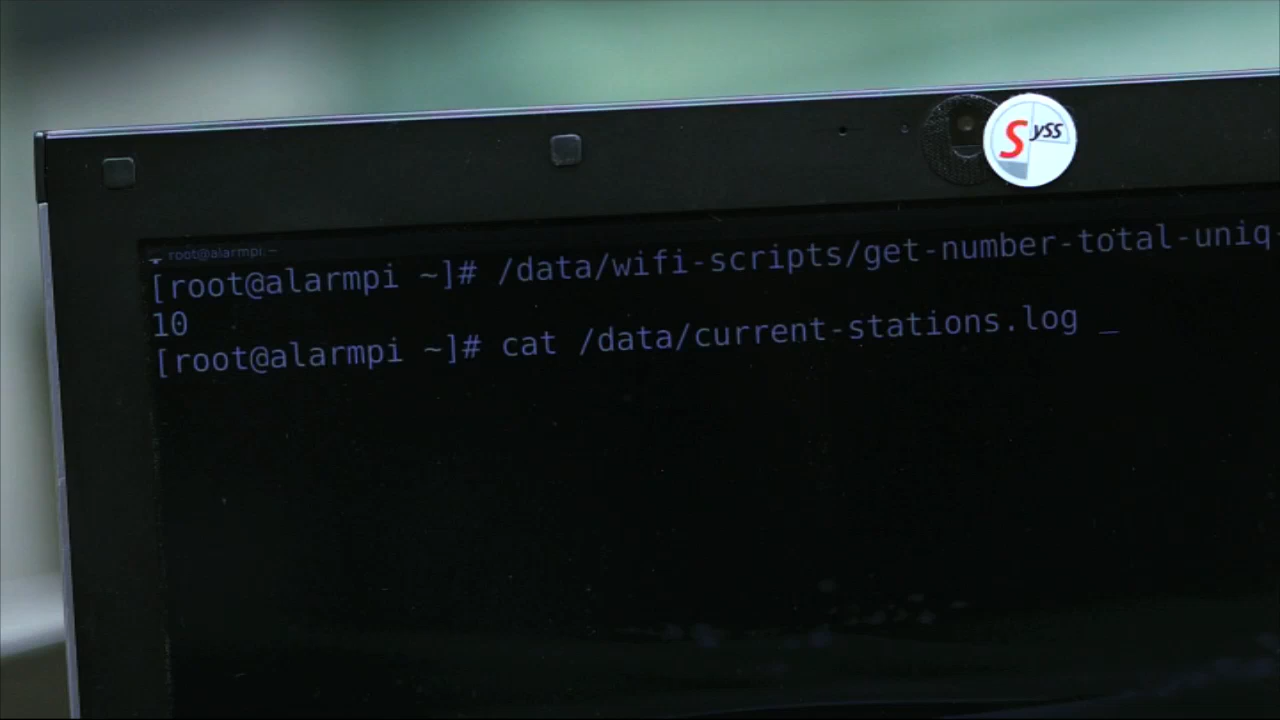 Syss
root@alarmpi:~
[root@alarmpi ~]# /data/wifi-scripts/get-number-total-uniq
10
[root@alarmpi ~]# cat /data/current-stations.log _